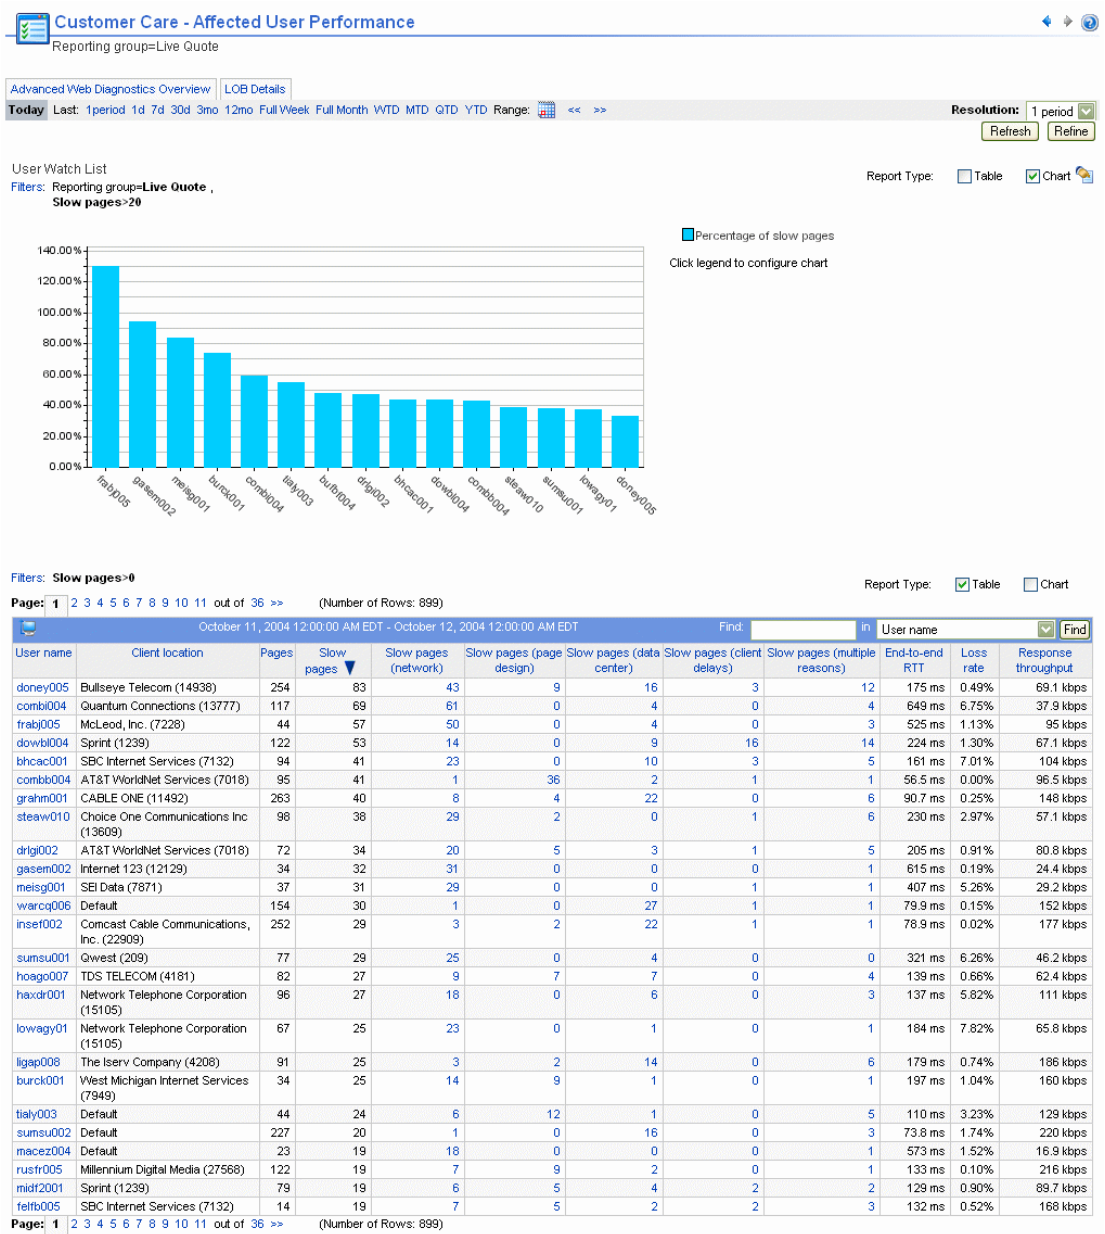 Customer Care - Affected User Performance
Reporting group=Live Quote
Advanced Web Diagnostics Overview LOB Details
Today Last: 1period 1d 7d 30d 3mo 12mo Full Week Full Month WTD MTD QTD YTD Range: << >> Resolution: 1 period
Refresh Refine
User Watch List
Report Type: Table Chart
Filters: Reporting group=Live Quote ,
Slow pages>20
Percentage of slow pages
Click legend to configure chart
140.00%
120.00%
100.00%
80.00%
60.00%
40.00%
20.00%
0.00%
frabj005 gasem002 meisg001 burck001 combi004 tialy003 bufbf004 drlgi002 bhcac001 dowbl004 combb004 steaw010 sumsu001 lowagy01 doney005
Filters: Slow pages>0
Report Type: Table Chart
Page: 1 2 3 4 5 6 7 8 9 10 11 out of 36 >> (Number of Rows: 899)
October 11, 2004 12:00:00 AM EDT - October 12, 2004 12:00:00 AM EDT Find: in User name Find
User name Client location Pages Slow pages Slow pages (network) Slow pages (page design) Slow pages (data center) Slow pages (client delays) Slow pages (multiple reasons) End-to-end RTT Loss rate Response throughput
doney005 Bullseye Telecom (14938) 254 83 43 9 16 3 12 175 ms 0.49% 69.1 kbps
combi004 Quantum Connections (13777) 117 69 61 0 4 0 4 649 ms 6.75% 37.9 kbps
frabj005 McLeod, Inc. (7228) 44 57 50 0 4 0 3 525 ms 1.13% 95 kbps
dowbl004 Sprint (1239) 122 53 14 0 9 16 14 224 ms 1.30% 67.1 kbps
bhcac001 SBC Internet Services (7132) 94 41 23 0 10 3 5 161 ms 7.01% 104 kbps
combb004 AT&T WorldNet Services (7018) 95 41 1 36 2 1 1 56.5 ms 0.00% 96.5 kbps
grahm001 CABLE ONE (11492) 263 40 8 4 22 0 6 90.7 ms 0.25% 148 kbps
steaw010 Choice One Communications Inc (13609) 98 38 29 2 0 1 6 230 ms 2.97% 57.1 kbps
drlgi002 AT&T WorldNet Services (7018) 72 34 20 5 3 1 5 205 ms 0.91% 80.8 kbps
gasem002 Internet 123 (12129) 34 32 31 0 0 0 1 615 ms 0.19% 24.4 kbps
meisg001 SEI Data (7871) 37 31 29 0 0 1 1 407 ms 5.26% 29.2 kbps
warcq006 Default 154 30 1 0 27 1 1 79.9 ms 0.15% 152 kbps
insef002 Comcast Cable Communications, Inc. (22909) 252 29 3 2 22 1 1 78.9 ms 0.02% 177 kbps
sumsu001 Qwest (209) 77 29 25 0 4 0 0 321 ms 6.26% 46.2 kbps
hoago007 TDS TELECOM (4181) 82 27 9 7 7 0 4 139 ms 0.66% 62.4 kbps
haxdr001 Network Telephone Corporation (15105) 96 27 18 0 6 0 3 137 ms 5.82% 111 kbps
lowagy01 Network Telephone Corporation (15105) 67 25 23 0 1 0 1 184 ms 7.82% 65.8 kbps
ligap008 The Iserv Company (4208) 91 25 3 2 14 0 6 179 ms 0.74% 186 kbps
burck001 West Michigan Internet Services (7949) 34 25 14 9 1 0 1 197 ms 1.04% 160 kbps
tialy003 Default 44 24 6 12 1 0 5 110 ms 3.23% 129 kbps
sumsu002 Default 227 20 1 0 16 0 3 73.8 ms 1.74% 220 kbps
macez004 Default 23 19 18 0 0 0 1 573 ms 1.52% 16.9 kbps
rusfr005 Millennium Digital Media (27568) 122 19 7 9 2 0 1 133 ms 0.10% 216 kbps
midf2001 Sprint (1239) 79 19 6 5 4 2 2 129 ms 0.90% 89.7 kbps
felfb005 SBC Internet Services (7132) 14 19 7 5 2 2 3 132 ms 0.52% 168 kbps
Page: 1 2 3 4 5 6 7 8 9 10 11 out of 36 >> (Number of Rows: 899)